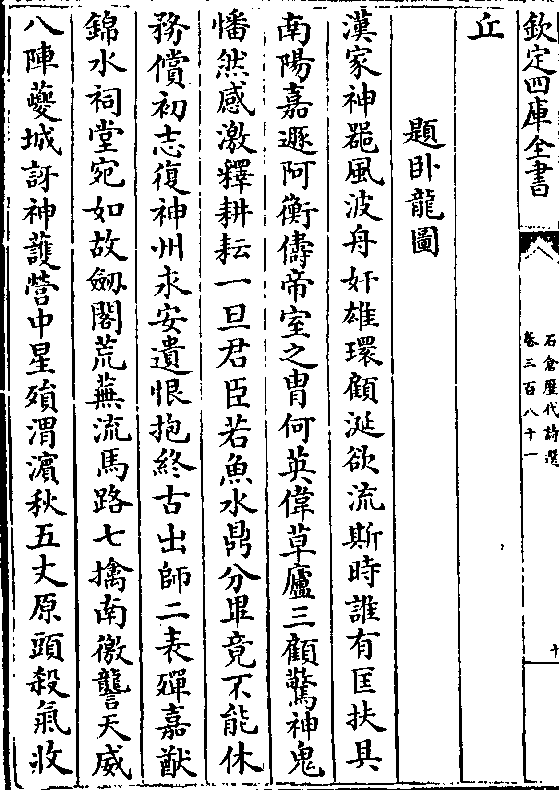 欽定四庫全書
石倉歷代詩選
卷三百八十一
十
丘
題卧龍圖
漢家神噐風波舟奸雄環顧涎欲流斯時誰有匡扶具
南陽嘉遯阿衡儔帝室之胄何英偉草廬三顧驚神鬼
幡然感激釋耕耘一旦君臣若魚水鼎分畢竟不能休
務償初志復神州永安遺恨抱終古出師二表殫嘉猷
錦水祠堂宛如故劔閣荒蕪流馬路七擒南徼讋天威
八陣夔城訝神䕶營中星殞渭濵秋五丈原頭殺氣收